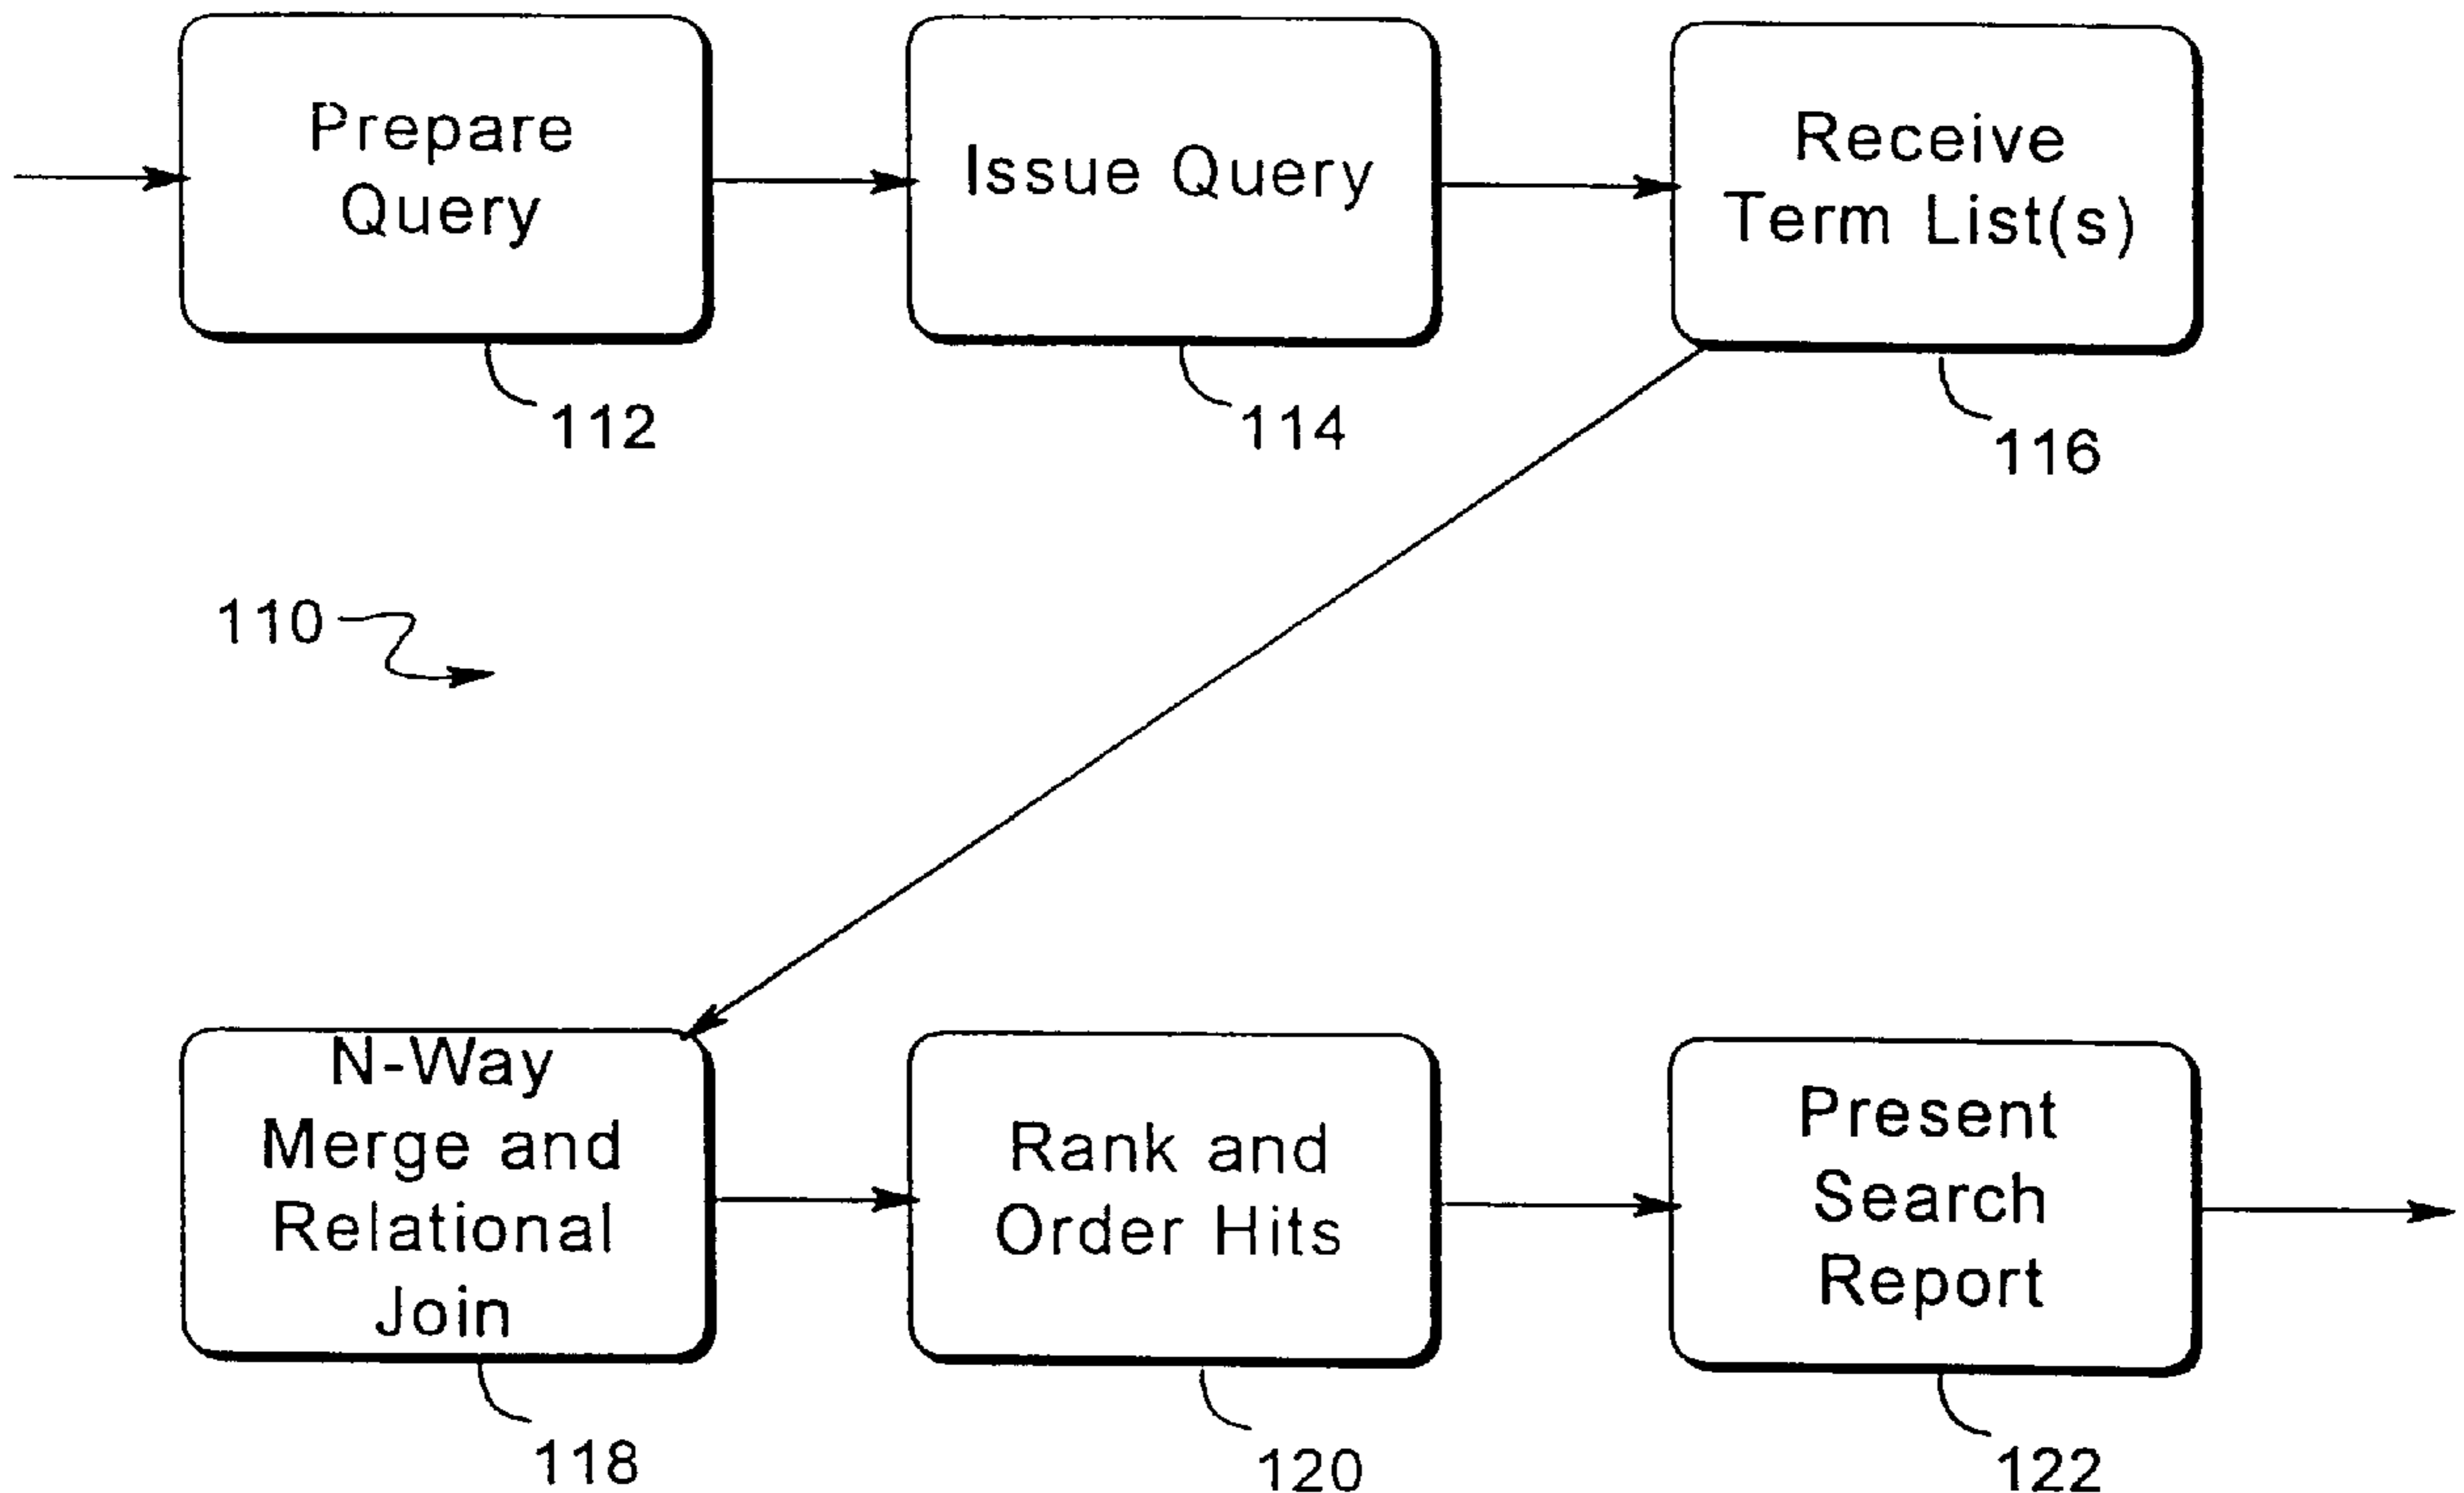 Prepare
Query
Issue Query
Receive
Term List(s)
112
114
116
110
N-Way
Merge and
Relational
Join
Rank and
Order Hits
Present
Search
Report
118
120
122